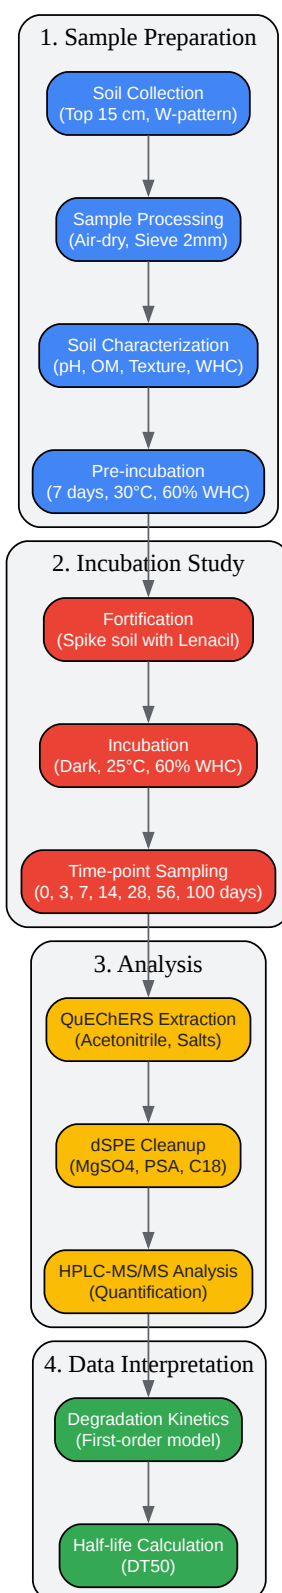 1. Sample Preparation
Soil Collection
(Top 15 cm, W-pattern)
Sample Processing
(Air-dry, Sieve 2mm)
Soil Characterization
(pH, OM, Texture, WHC)
Pre-incubation
(7 days, 30°C, 60% WHC)
2. Incubation Study
Fortification
(Spike soil with Lenacil)
Incubation
(Dark, 25°C, 60% WHC)
Time-point Sampling
(0, 3, 7, 14, 28, 56, 100 days)
3. Analysis
QuEChERS Extraction
(Acetonitrile, Salts)
dSPE Cleanup
(MgSO4, PSA, C18)
HPLC-MS/MS Analysis
(Quantification)
4. Data Interpretation
Degradation Kinetics
(First-order model)
Half-life Calculation
(DT50)